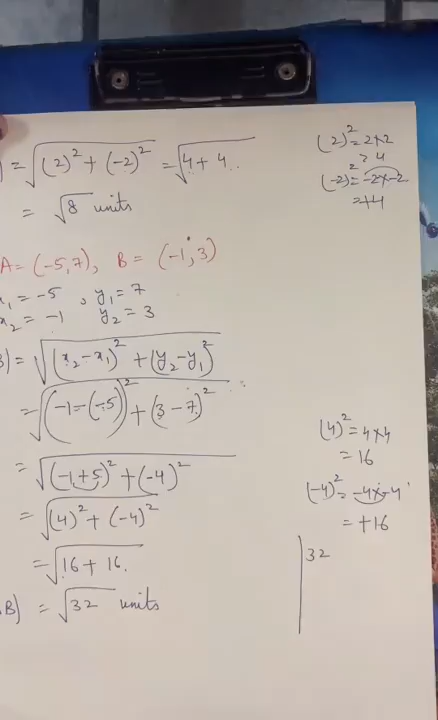 ) = √(2)² + (-2)² = √4 + 4
= √8 units
(2)² = 2×2
= 4
(-2)² = -2×-2
= +4
A = (-5,7), B = (-1,3)
x₁ = -5 , y₁ = 7
x₂ = -1 y₂ = 3
B) = √(x₂-x₁)² + (y₂-y₁)²
= √(-1-(-5))² + (3-7)²
= √(-1+5)² + (-4)²
= √(4)² + (-4)²
= √16 + 16
B) = √32 units
(4)² = 4×4
= 16
(-4)² = -4×-4
= +16
32